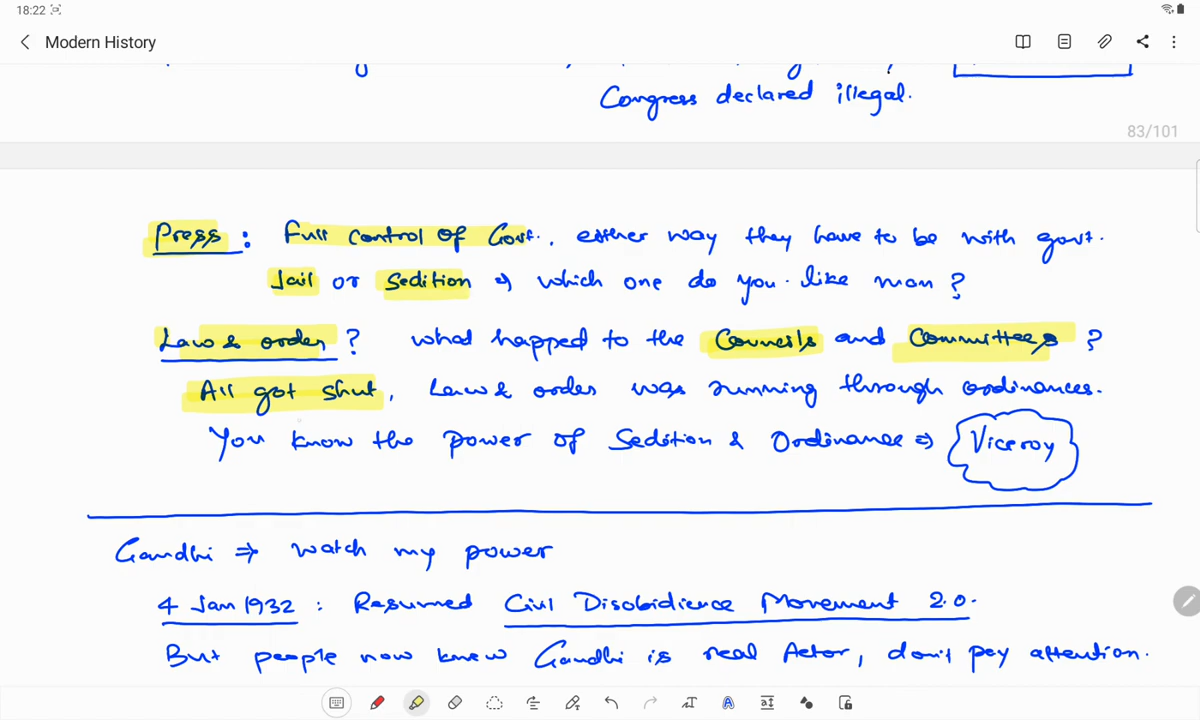 18:22
Modern History
Congress declared illegal.
83/101
Press : Full control of Govt., either way they have to be with govt.
Jail or Sedition ⇒ which one do you like man?
Law & order ? what happed to the Councils and Committees ?
All got shut, Law & order was running through ordinances.
You know the power of Sedition & Ordinance ⇒ Viceroy
Gandhi ⇒ watch my power
4 Jan 1932 : Resumed Civil Disobidience Movement 2.0.
But people now knew Gandhi is real Actor, don't pay attention.